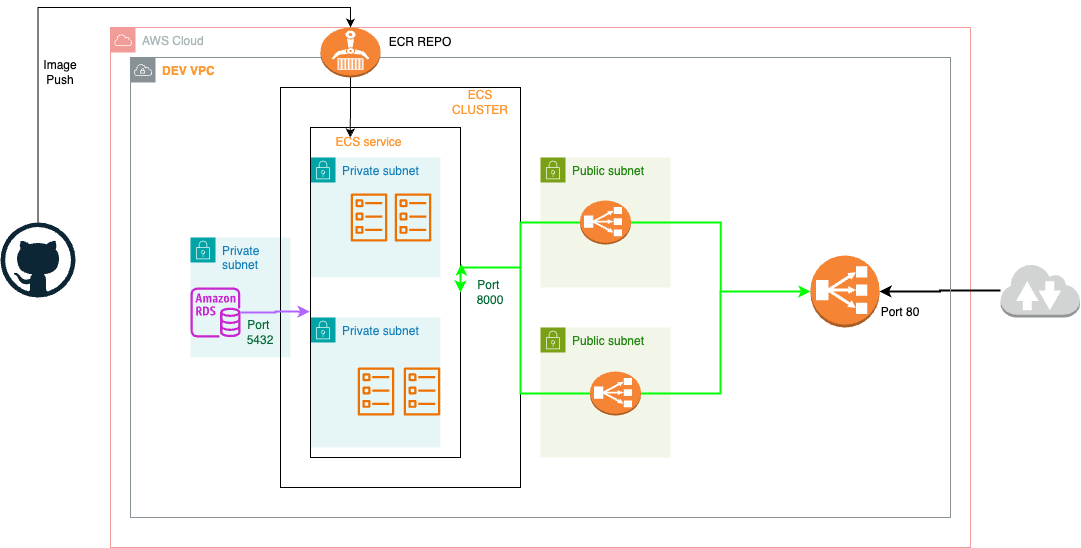 AWS Cloud
ECR REPO
Image
Push
DEV VPC
ECS
CLUSTER
ECS service
Private subnet
Public subnet
Private
subnet
Amazon
RDS
Port
5432
Port
8000
Port 80
Private subnet
Public subnet